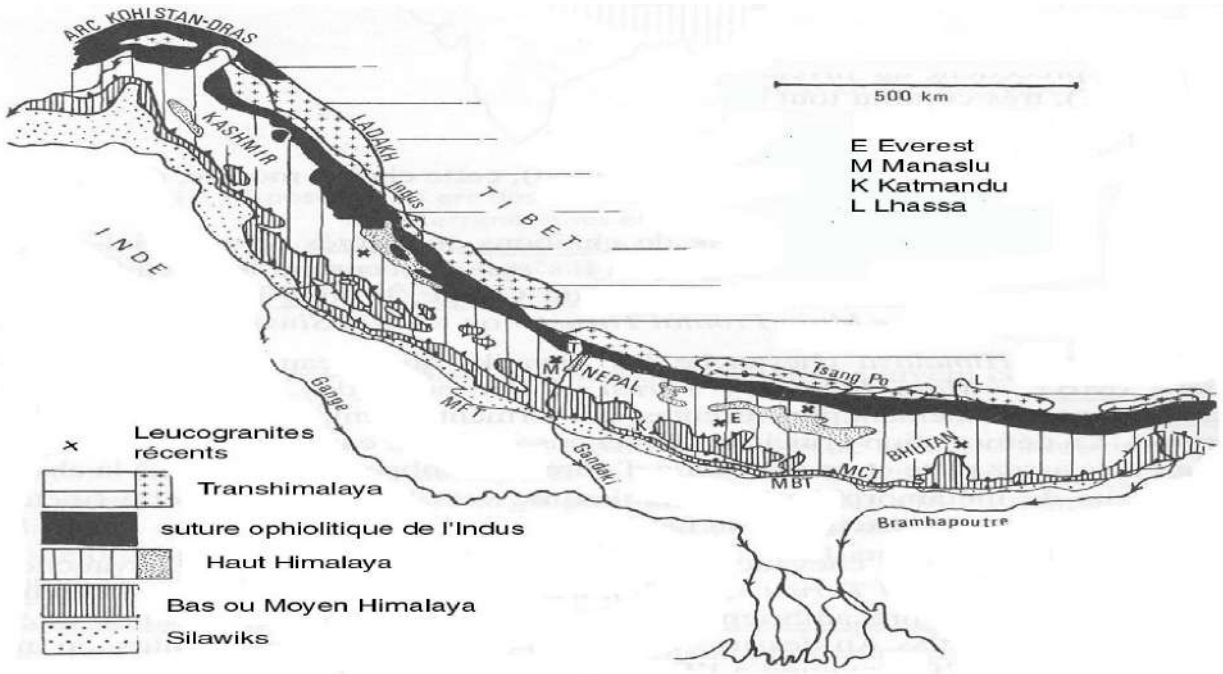 ARC KOHISTAN-DRAS
500 km
E Everest
M Manaslu
K Katmandu
L Lhassa
KASHMIR
LADAKH
Indus
TIBET
INDE
Tsang Po
L
T
M
NEPAL
E
K
BHUTAN
MCT
MCT
MBT
Gange
Gandaki
Bramhapoutre
Leucogranites
récents
Transhimalaya
suture ophiolitique de l'Indus
Haut Himalaya
Bas ou Moyen Himalaya
Silawiks